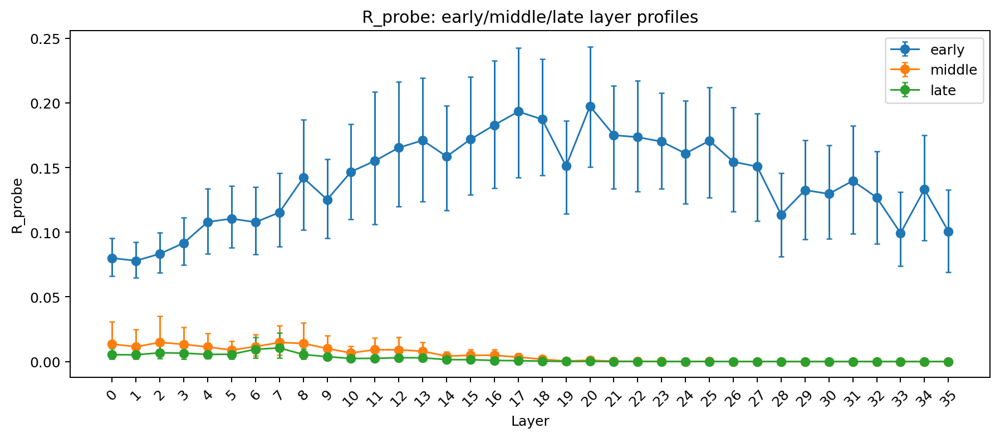 R_probe: early/middle/late layer profiles
0.25
0.20
0.15
0.10
0.05
0.00
R_probe
early
middle
late
0 1 2 3 4 5 6 7 8 9 10 11 12 13 14 15 16 17 18 19 20 21 22 23 24 25 26 27 28 29 30 31 32 33 34 35
Layer